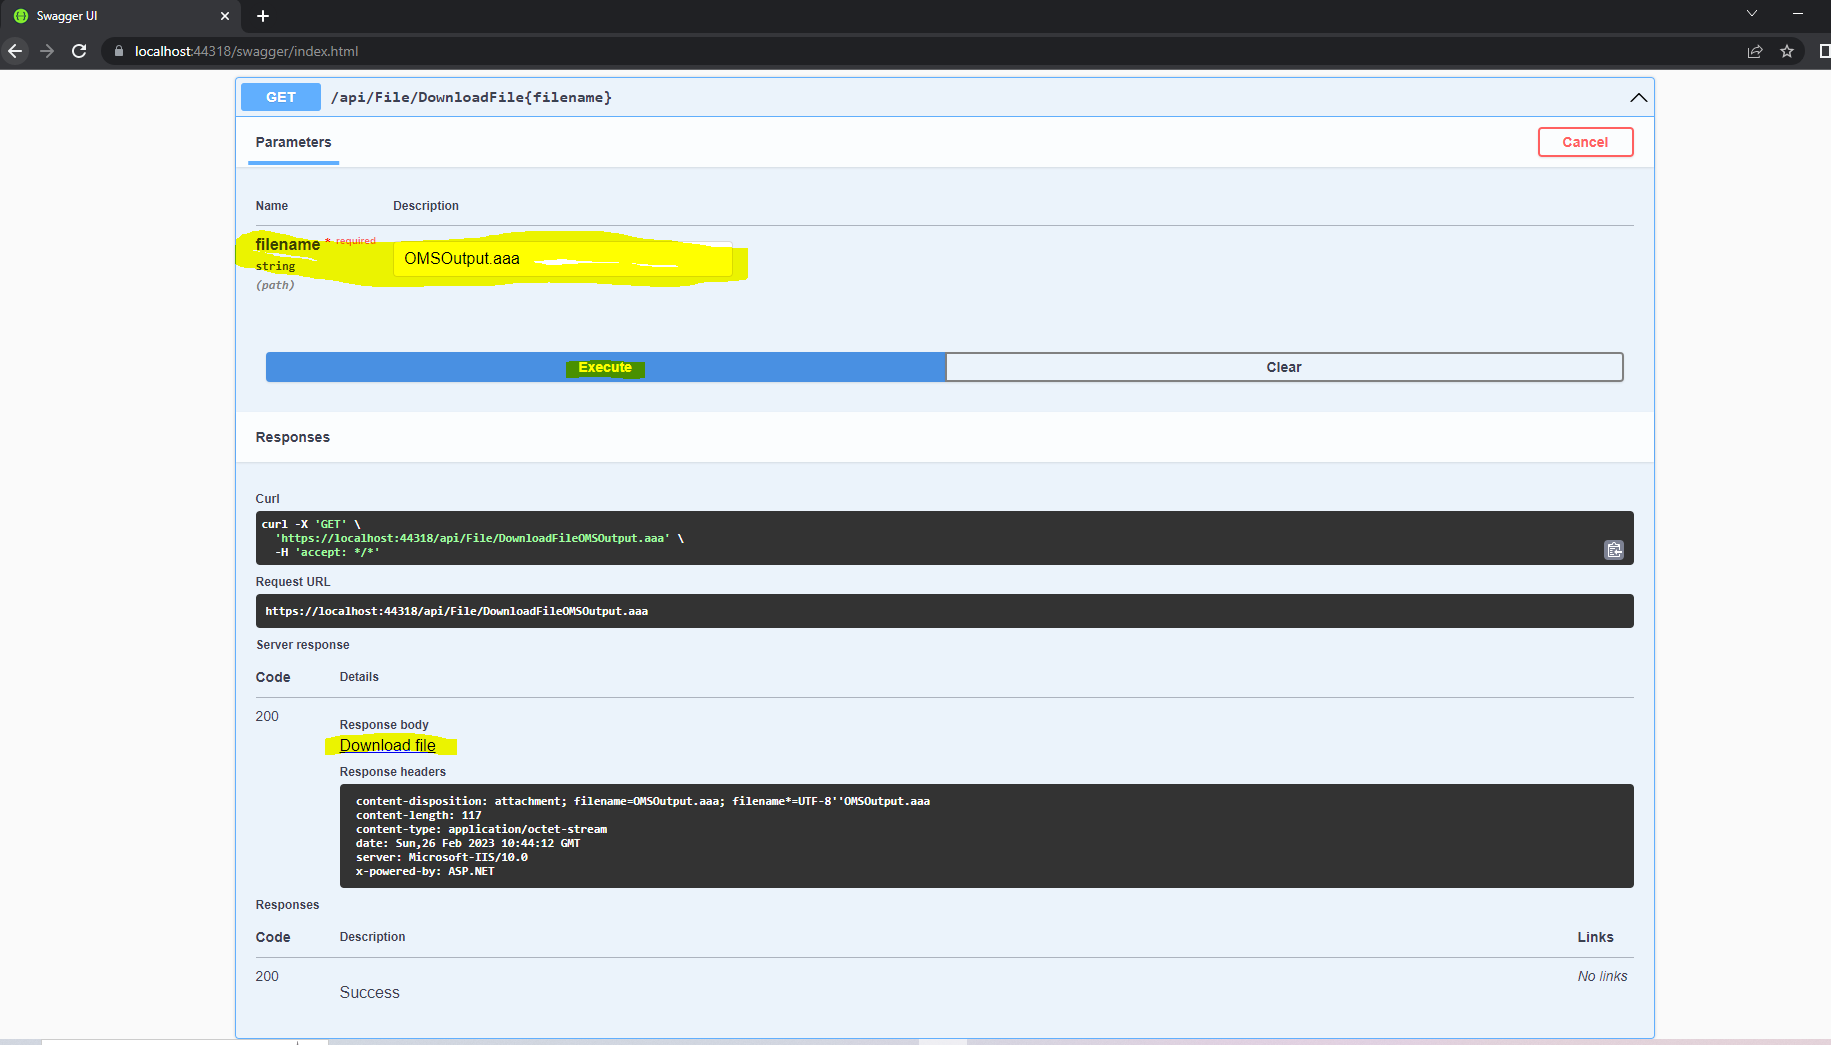 Swagger UI
localhost:44318/swagger/index.html
GET /api/File/DownloadFile{filename}
Parameters
Cancel
Name Description
filename * required
string
(path)
OMSOutput.aaa
Execute Clear
Responses
Curl
curl -X 'GET' \
'https://localhost:44318/api/File/DownloadFileOMSOutput.aaa' \
-H 'accept: */*'
Request URL
https://localhost:44318/api/File/DownloadFileOMSOutput.aaa
Server response
Code Details
200
Response body
Download file
Response headers
content-disposition: attachment; filename=OMSOutput.aaa; filename*=UTF-8''OMSOutput.aaa
content-length: 117
content-type: application/octet-stream
date: Sun,26 Feb 2023 10:44:12 GMT
server: Microsoft-IIS/10.0
x-powered-by: ASP.NET
Responses
Code Description Links
200 No links
Success